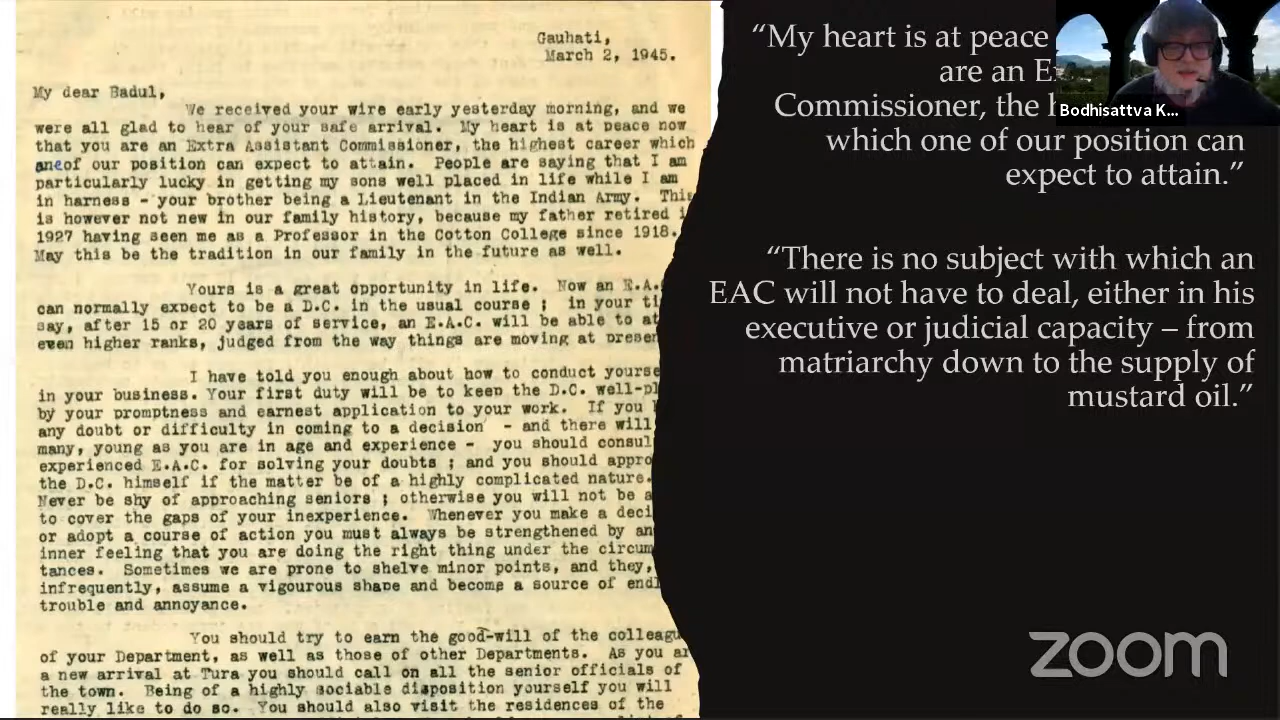 Gauhati,
March 2, 1945.
My dear Badul,
We received your wire early yesterday morning, and we
were all glad to hear of your safe arrival. My heart is at peace now
that you are an Extra Assistant Commissioner, the highest career which
one of our position can expect to attain. People are saying that I am
particularly lucky in getting my sons well placed in life while I am
in harness - your brother being a Lieutenant in the Indian Army. This
is however not new in our family history, because my father retired i
1927 having seen me as a Professor in the Cotton College since 1918.
May this be the tradition in our family in the future as well.
Yours is a great opportunity in life. Now an E.A.
can normally expect to be a D.C. in the usual course ; in your ti
say, after 15 or 20 years of service, an E.A.C. will be able to at
even higher ranks, judged from the way things are moving at presen
I have told you enough about how to conduct yourse
in your business. Your first duty will be to keep the D.C. well-pl
by your promptness and earnest application to your work. If you
any doubt or difficulty in coming to a decision - and there will
many, young as you are in age and experience - you should consul
experienced E.A.C. for solving your doubts ; and you should appro
the D.C. himself if the matter be of a highly complicated nature.
Never be shy of approaching seniors ; otherwise you will not be a
to cover the gaps of your inexperience. Whenever you make a deci
or adopt a course of action you must always be strengthened by an
inner feeling that you are doing the right thing under the circum
tances. Sometimes we are prone to shelve minor points, and they,
infrequently, assume a vigourous shape and become a source of endl
trouble and annoyance.
You should try to earn the good-will of the colleagu
of your Department, as well as those of other Departments. As you ar
a new arrival at Tura you should call on all the senior officials of
the town. Being of a highly sociable disposition yourself you will
really like to do so. You should also visit the residences of the
“My heart is at peace
are an E
Commissioner, the h
which one of our position can
expect to attain.”
“There is no subject with which an
EAC will not have to deal, either in his
executive or judicial capacity – from
matriarchy down to the supply of
mustard oil.”
Bodhisattva K...
zoom